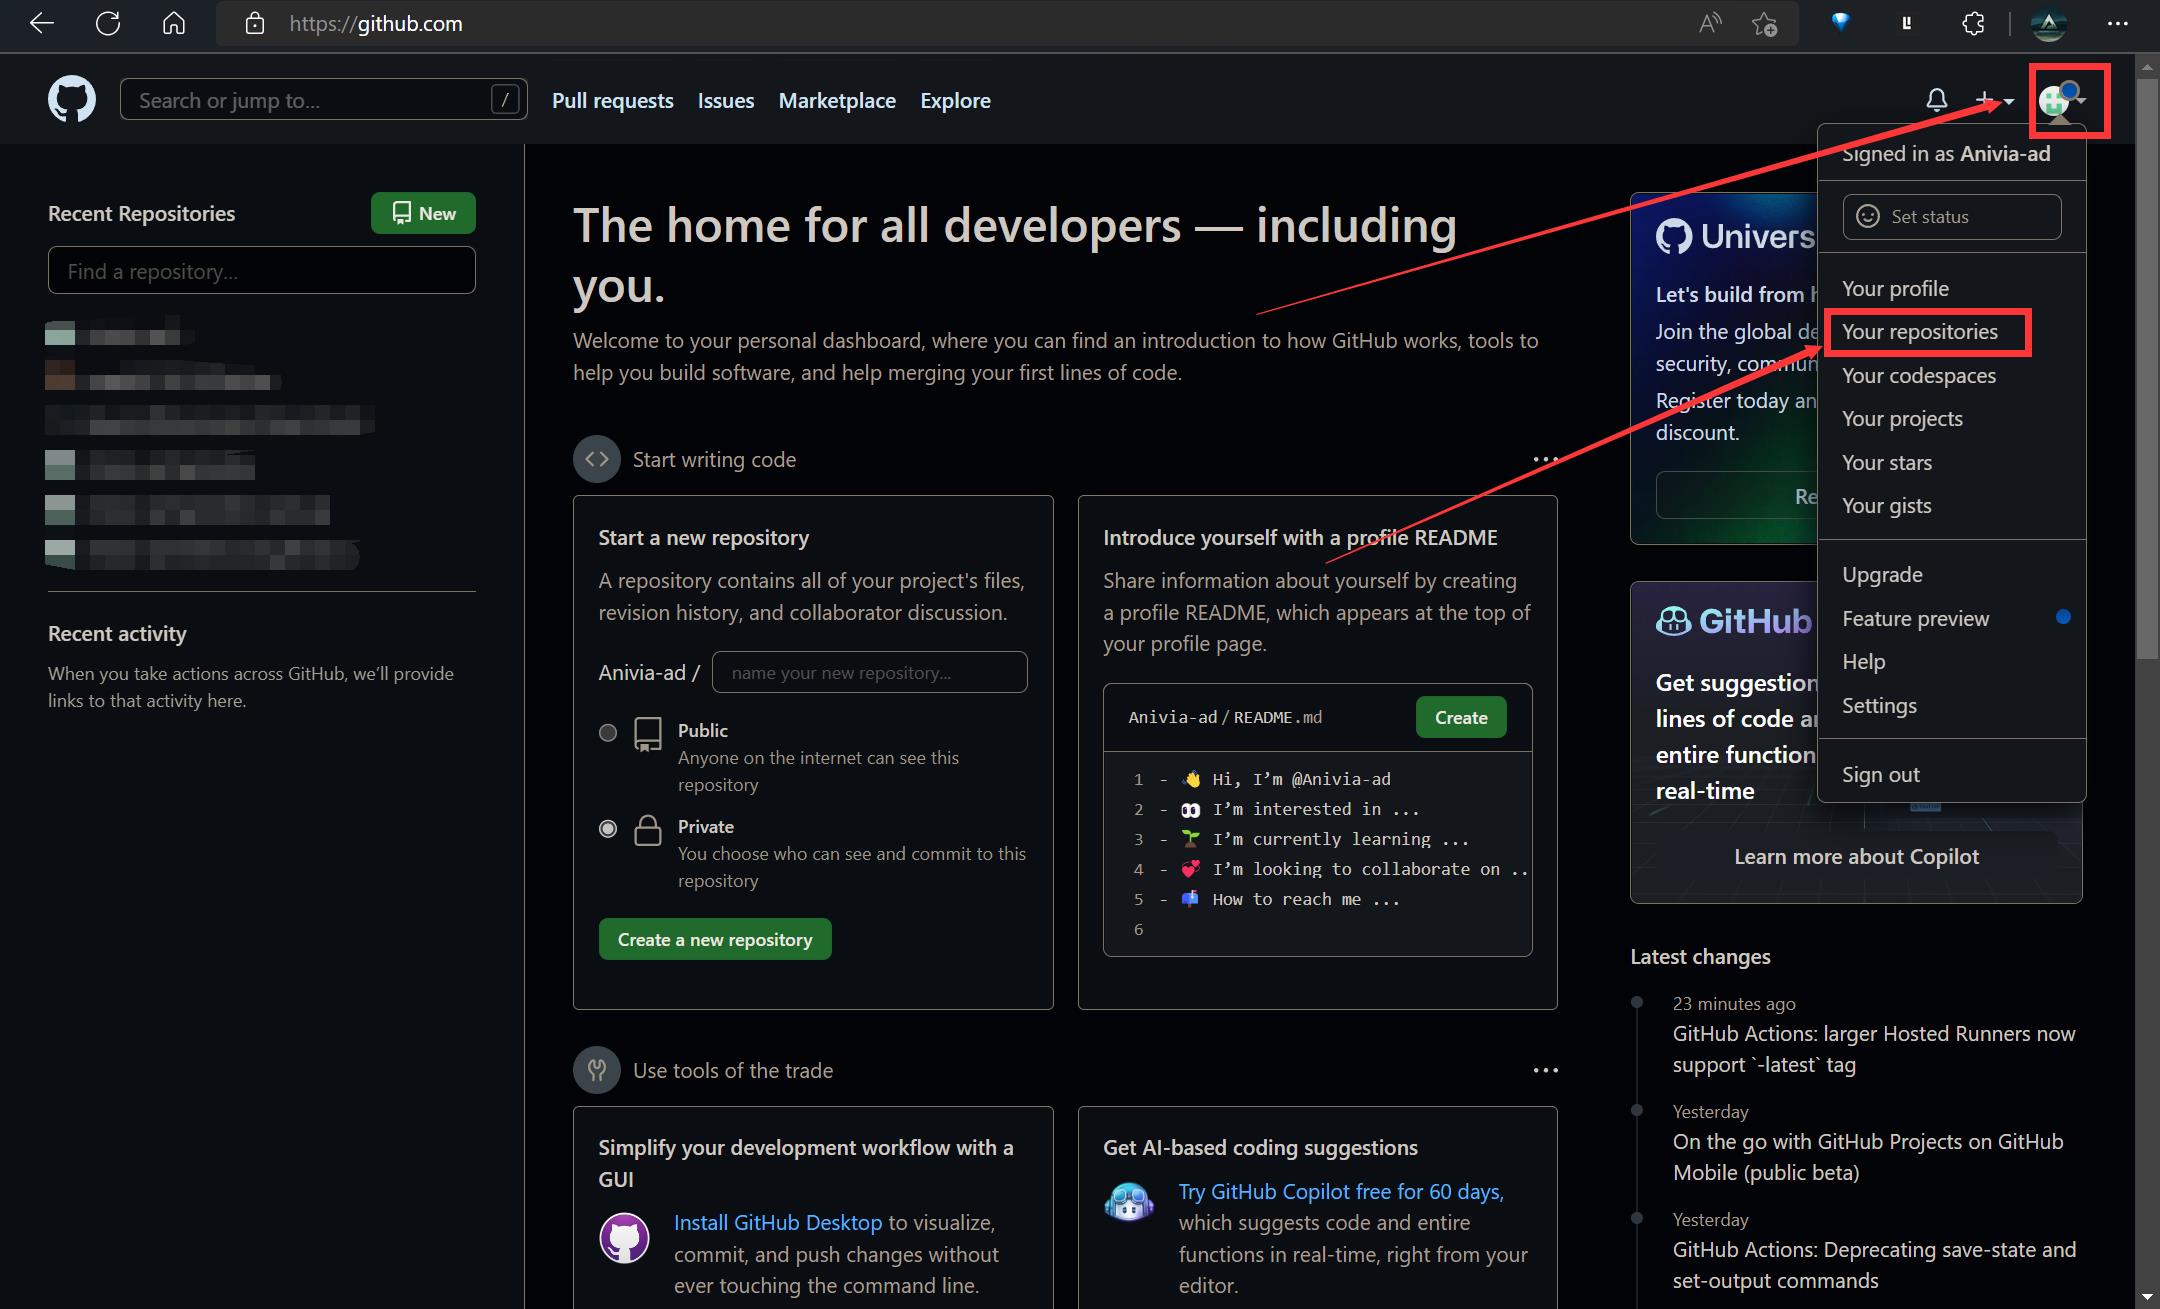 https://github.com
Search or jump to...
/
Pull requests
Issues
Marketplace
Explore
Signed in as Anivia-ad
Set status
Your profile
Your repositories
Your codespaces
Your projects
Your stars
Your gists
Upgrade
Feature preview
Help
Settings
Sign out
Recent Repositories
New
Find a repository...
Recent activity
When you take actions across GitHub, we’ll provide
links to that activity here.
The home for all developers — including
you.
Welcome to your personal dashboard, where you can find an introduction to how GitHub works, tools to
help you build software, and help merging your first lines of code.
Start writing code
Start a new repository
A repository contains all of your project's files,
revision history, and collaborator discussion.
Anivia-ad /
name your new repository...
Public
Anyone on the internet can see this
repository
Private
You choose who can see and commit to this
repository
Create a new repository
Introduce yourself with a profile README
Share information about yourself by creating
a profile README, which appears at the top of
your profile page.
Anivia-ad / README.md
Create
1 - 👋 Hi, I’m @Anivia-ad
2 - 👀 I’m interested in ...
3 - 🌱 I’m currently learning ...
4 - 💞️ I’m looking to collaborate on ..
5 - 📫 How to reach me ...
6
Use tools of the trade
Simplify your development workflow with a
GUI
Install GitHub Desktop to visualize,
commit, and push changes without
ever touching the command line.
Get AI-based coding suggestions
Try GitHub Copilot free for 60 days,
which suggests code and entire
functions in real-time, right from your
editor.
Univers
Let's build from
Join the global de
security, commun
Register today an
discount.
Re
GitHub
Get suggestion
lines of code a
entire function
real-time
Learn more about Copilot
Latest changes
23 minutes ago
GitHub Actions: larger Hosted Runners now
support `-latest` tag
Yesterday
On the go with GitHub Projects on GitHub
Mobile (public beta)
Yesterday
GitHub Actions: Deprecating save-state and
set-output commands